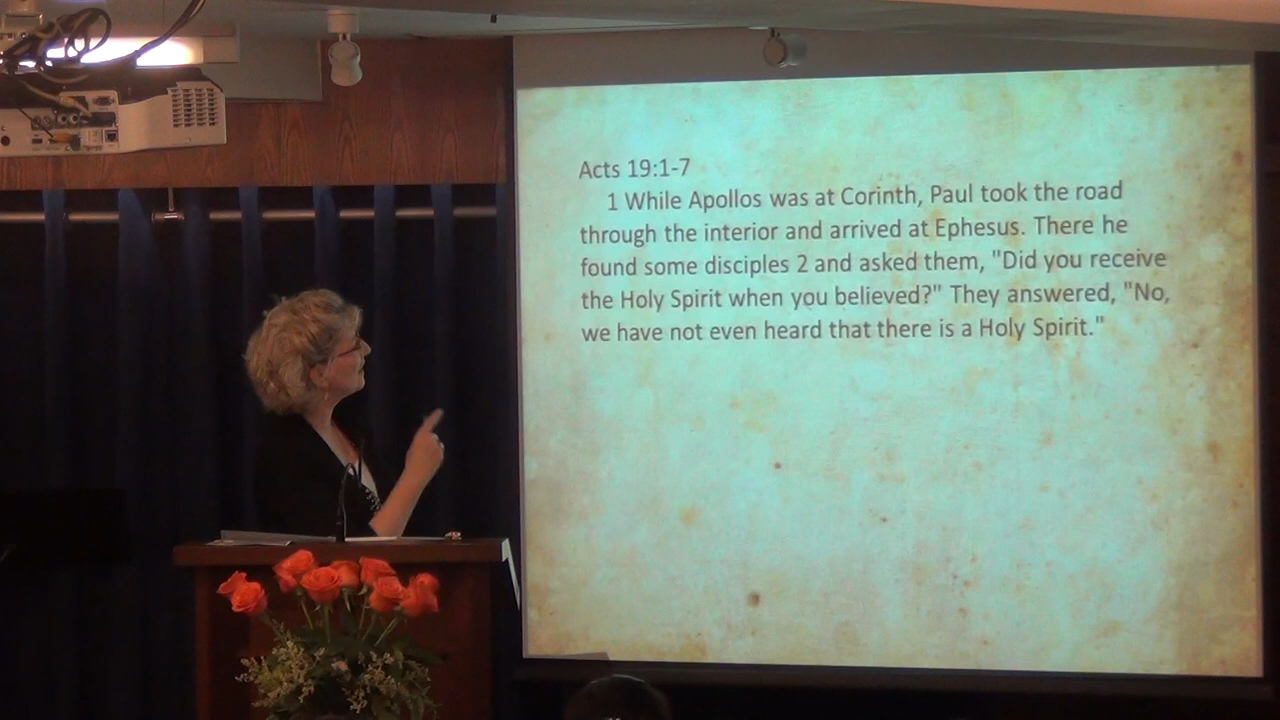 Acts 19:1-7
1 While Apollos was at Corinth, Paul took the road
through the interior and arrived at Ephesus. There he
found some disciples 2 and asked them, "Did you receive
the Holy Spirit when you believed?" They answered, "No,
we have not even heard that there is a Holy Spirit."